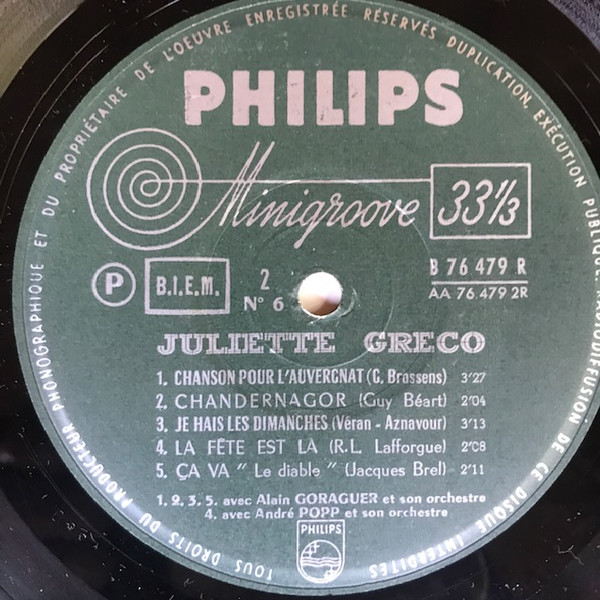 TOUS DROITS DU PRODUCTEUR PHONOGRAPHIQUE ET DU PROPRIÉTAIRE DE L'OEUVRE ENREGISTRÉE RÉSERVÉS DUPLICATION, EXÉCUTION PUBLIQUE, RADIODIFFUSION DE CE DISQUE INTERDITES
PHILIPS
Minigroove 33⅓
P B.I.E.M. 2 B 76 479 R
N° 6 AA 76.479 2R
JULIETTE GRECO
1. CHANSON POUR L'AUVERGNAT (G. Brassens) 3'27
2. CHANDERNAGOR (Guy Béart) 2'04
3. JE HAIS LES DIMANCHES (Véran - Aznavour) 3'13
4. LA FÊTE EST LA (R.L. Lafforgue) 2'08
5. ÇA VA " Le diable " (Jacques Brel) 2'11
1, 2, 3, 5. avec Alain GORAGUER et son orchestre
4. avec André POPP et son orchestre
PHILIPS